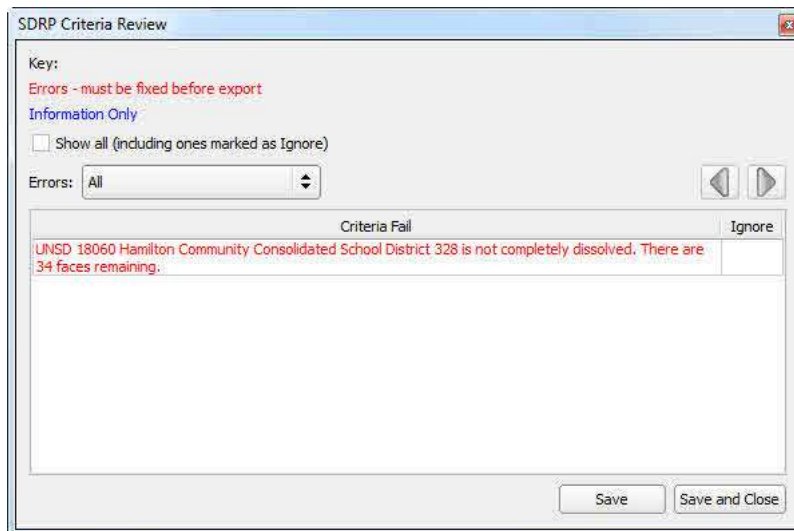 SDRP Criteria Review
Key:
Errors - must be fixed before export
Information Only
Show all (including ones marked as Ignore)
Errors: All
Criteria Fail Ignore
UNSD 18060 Hamilton Community Consolidated School District 328 is not completely dissolved. There are
34 faces remaining.
Save Save and Close